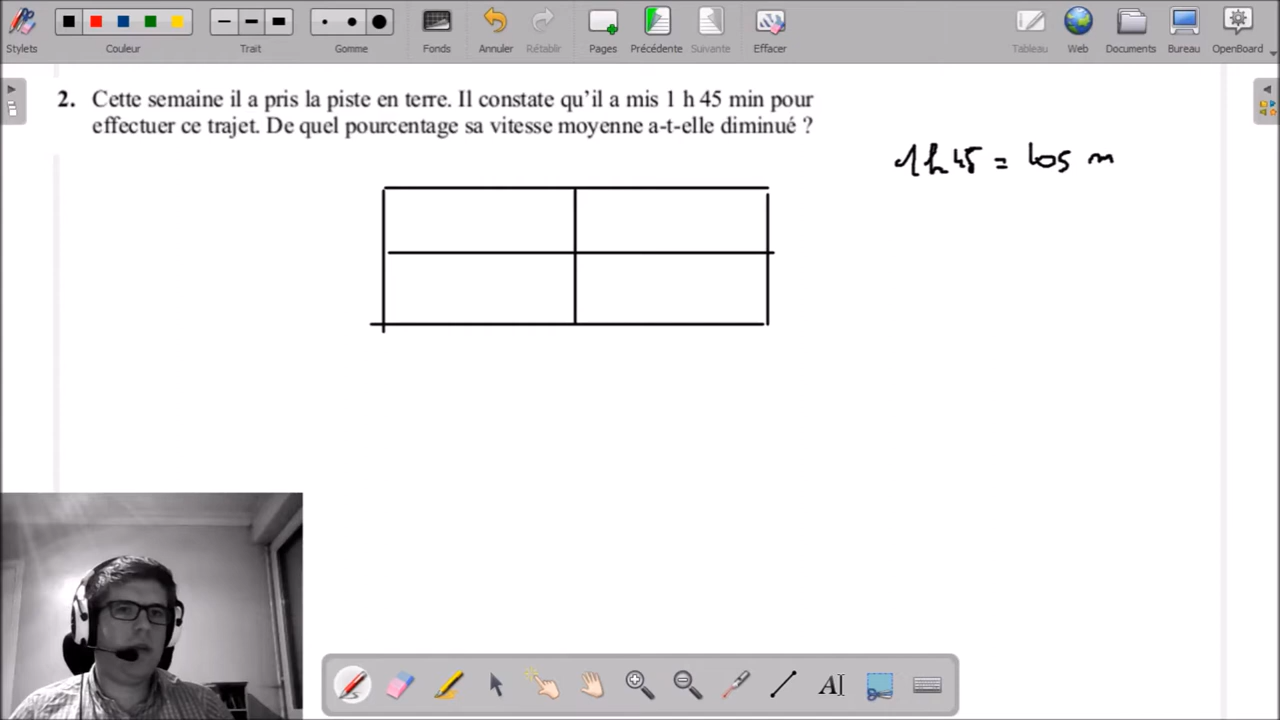 Stylets Couleur Trait Gomme Fonds Annuler Rétablir Pages Précédente Suivante Effacer Tableau Web Documents Bureau OpenBoard
2. Cette semaine il a pris la piste en terre. Il constate qu'il a mis 1 h 45 min pour
effectuer ce trajet. De quel pourcentage sa vitesse moyenne a-t-elle diminué ?
1h45 = 105 m
AI